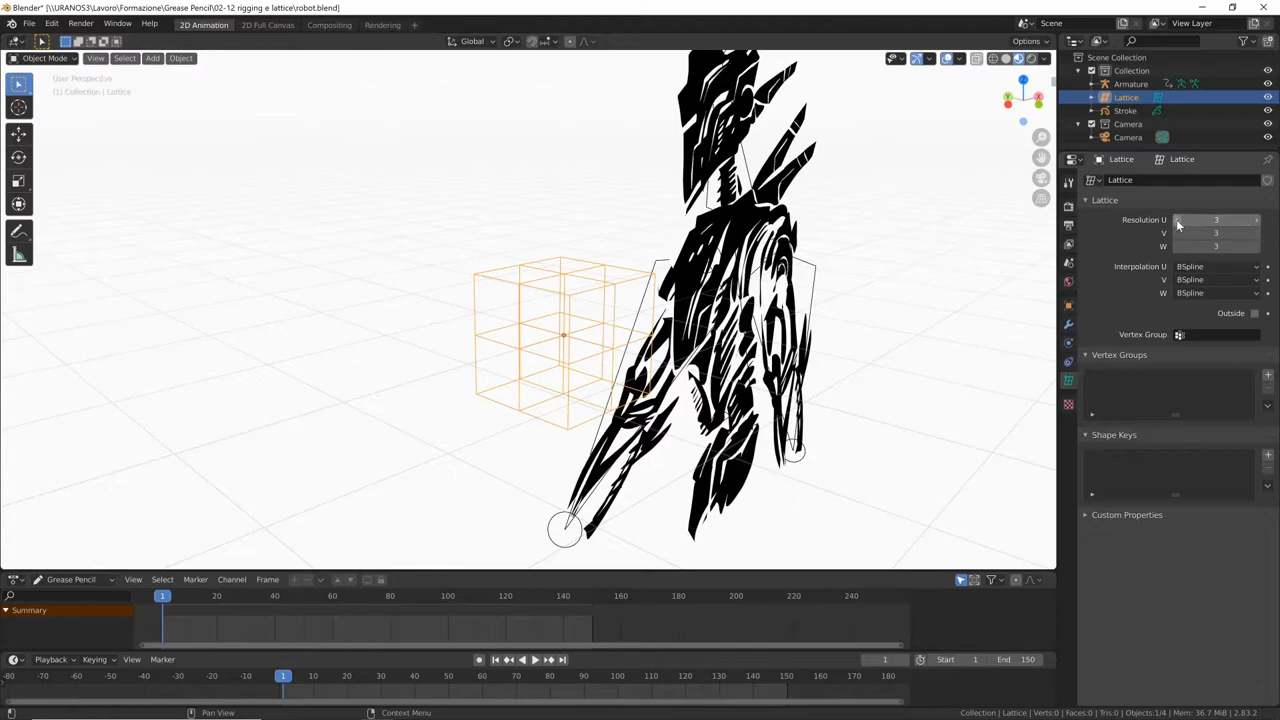 Blender* [\\URANOS3\Lavoro\Formazione\Grease Pencil\02-12 rigging e lattice\robot.blend]
File Edit Render Window Help 2D Animation 2D Full Canvas Compositing Rendering Scene View Layer
Global Options
Object Mode View Select Add Object
User Perspective
(1) Collection | Lattice
Z
Y X
Scene Collection
Collection
Armature
Lattice
Stroke
Camera
Camera
Lattice Lattice
Lattice
Lattice
Resolution U 3
V 3
W 3
Interpolation U BSpline
V BSpline
W BSpline
Outside
Vertex Group
Vertex Groups
Shape Keys
Custom Properties
Grease Pencil View Select Marker Channel Frame
1 20 40 60 80 100 120 140 160 180 200 220 240
Summary
Playback Keying View Marker 1 Start 1 End 150
-80 -70 -60 -50 -40 -30 -20 -10 1 10 20 30 40 50 60 70 80 90 100 110 120 130 140 150 160 170 180
Pan View Context Menu Collection | Lattice | Verts:0 | Faces:0 | Tris:0 | Objects:1/4 | Mem: 36.7 MiB | 2.83.2